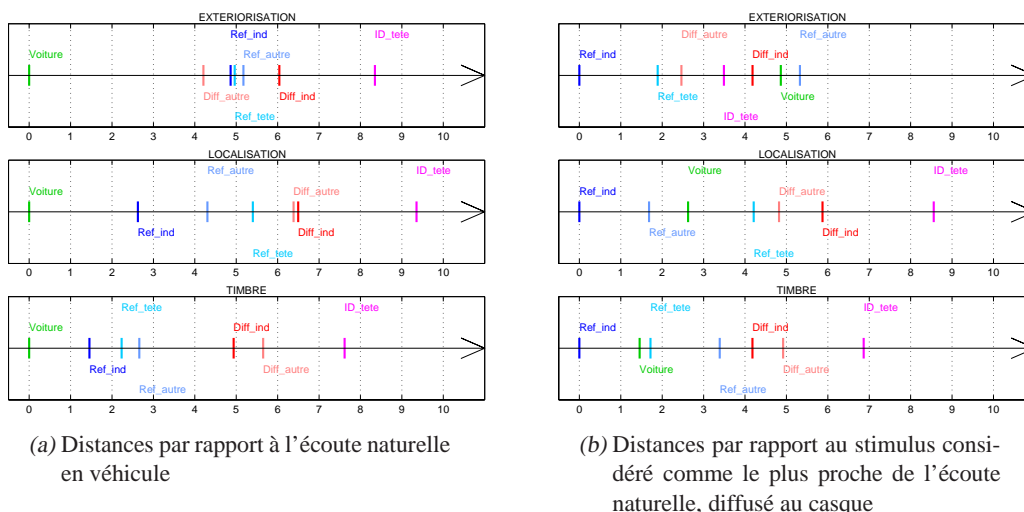 EXTERIORISATION
Ref_ind
ID_tete
Voiture
Ref_autre
Diff_autre
Diff_ind
Ref_tete
0 1 2 3 4 5 6 7 8 9 10
LOCALISATION
Ref_autre
ID_tete
Voiture
Diff_autre
Ref_ind
Diff_ind
Ref_tete
0 1 2 3 4 5 6 7 8 9 10
TIMBRE
Ref_tete
ID_tete
Voiture
Diff_ind
Ref_ind
Diff_autre
Ref_autre
0 1 2 3 4 5 6 7 8 9 10
(a) Distances par rapport à l'écoute naturelle
en véhicule
EXTERIORISATION
Diff_autre
Ref_autre
Ref_ind
Diff_ind
Ref_tete
Voiture
ID_tete
0 1 2 3 4 5 6 7 8 9 10
LOCALISATION
Voiture
ID_tete
Ref_ind
Diff_autre
Ref_autre
Diff_ind
Ref_tete
0 1 2 3 4 5 6 7 8 9 10
TIMBRE
Ref_tete
ID_tete
Ref_ind
Diff_ind
Voiture
Diff_autre
Ref_autre
0 1 2 3 4 5 6 7 8 9 10
(b) Distances par rapport au stimulus consi-
déré comme le plus proche de l'écoute
naturelle, diffusé au casque